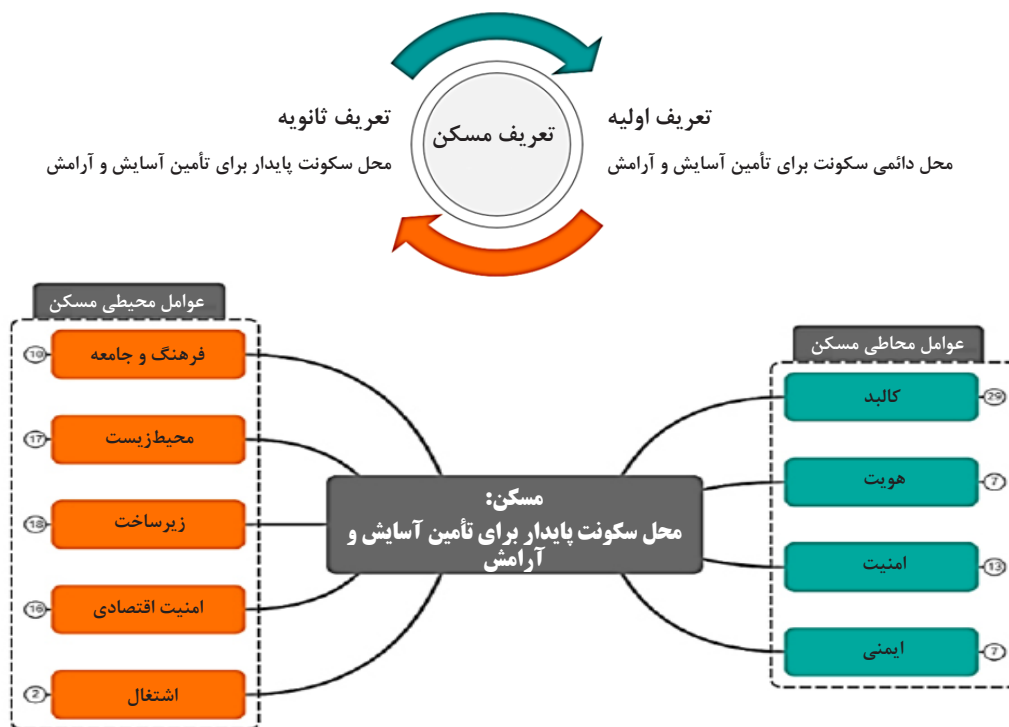 تعریف مسکن
تعریف اولیه
محل دائمی سکونت برای تأمین آسایش و آرامش
تعریف ثانویه
محل سکونت پایدار برای تأمین آسایش و آرامش
مسکن:
محل سکونت پایدار برای تأمین آسایش و
آرامش
عوامل محاطی مسکن
کالبد
29
هویت
7
امنیت
13
ایمنی
7
عوامل محیطی مسکن
فرهنگ و جامعه
10
محیط‌زیست
17
زیرساخت
18
امنیت اقتصادی
16
اشتغال
2